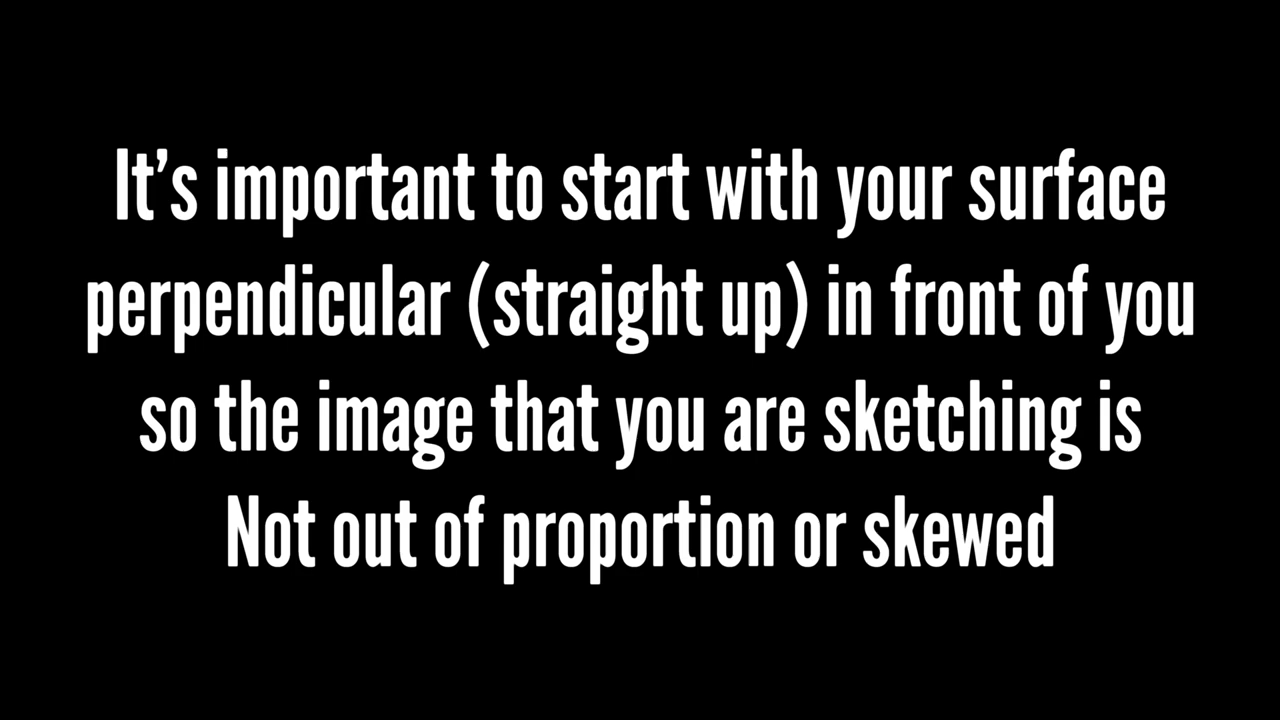 It’s important to start with your surface
perpendicular (straight up) in front of you
so the image that you are sketching is
Not out of proportion or skewed